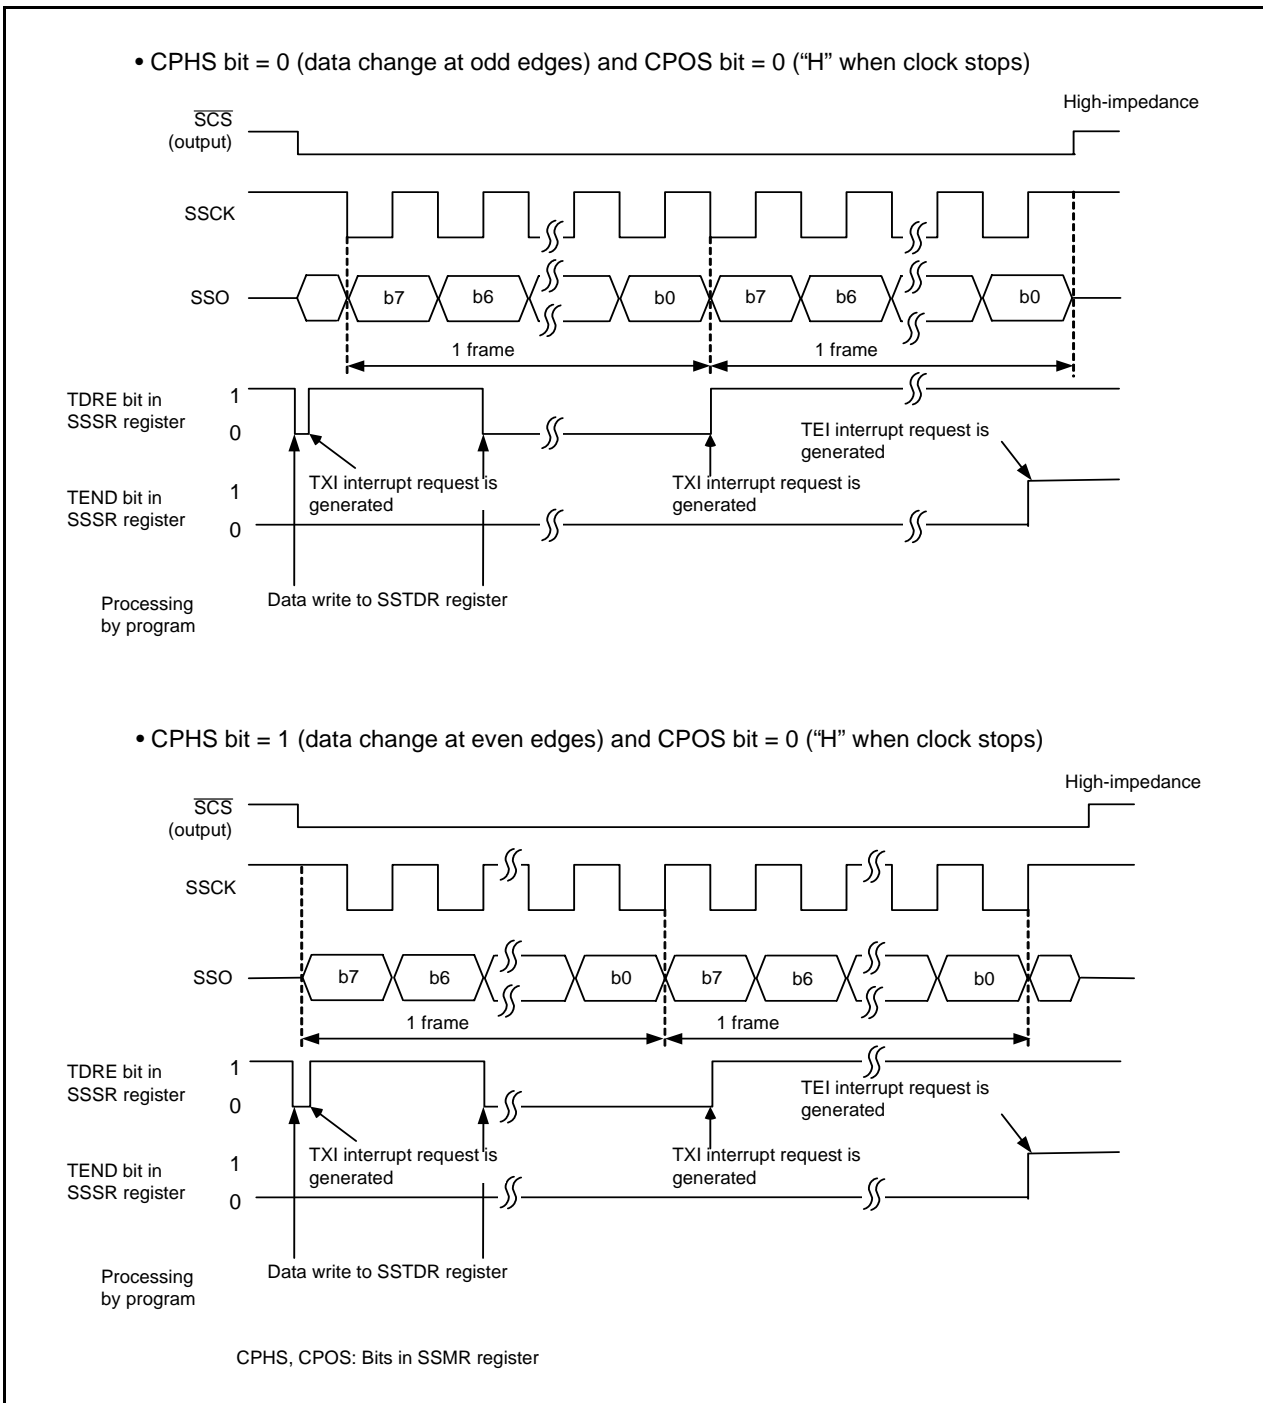 • CPHS bit = 0 (data change at odd edges) and CPOS bit = 0 (“H” when clock stops)
High-impedance
SCS
(output)
SSCK
SSO
b7
b6
b0
b7
b6
b0
1 frame
1 frame
TDRE bit in
SSSR register
1
0
TEI interrupt request is
generated
TXI interrupt request is
generated
TXI interrupt request is
generated
TEND bit in
SSSR register
1
0
Processing
by program
Data write to SSTDR register
• CPHS bit = 1 (data change at even edges) and CPOS bit = 0 (“H” when clock stops)
High-impedance
SCS
(output)
SSCK
SSO
b7
b6
b0
b7
b6
b0
1 frame
1 frame
TDRE bit in
SSSR register
1
0
TEI interrupt request is
generated
TXI interrupt request is
generated
TXI interrupt request is
generated
TEND bit in
SSSR register
1
0
Processing
by program
Data write to SSTDR register
CPHS, CPOS: Bits in SSMR register